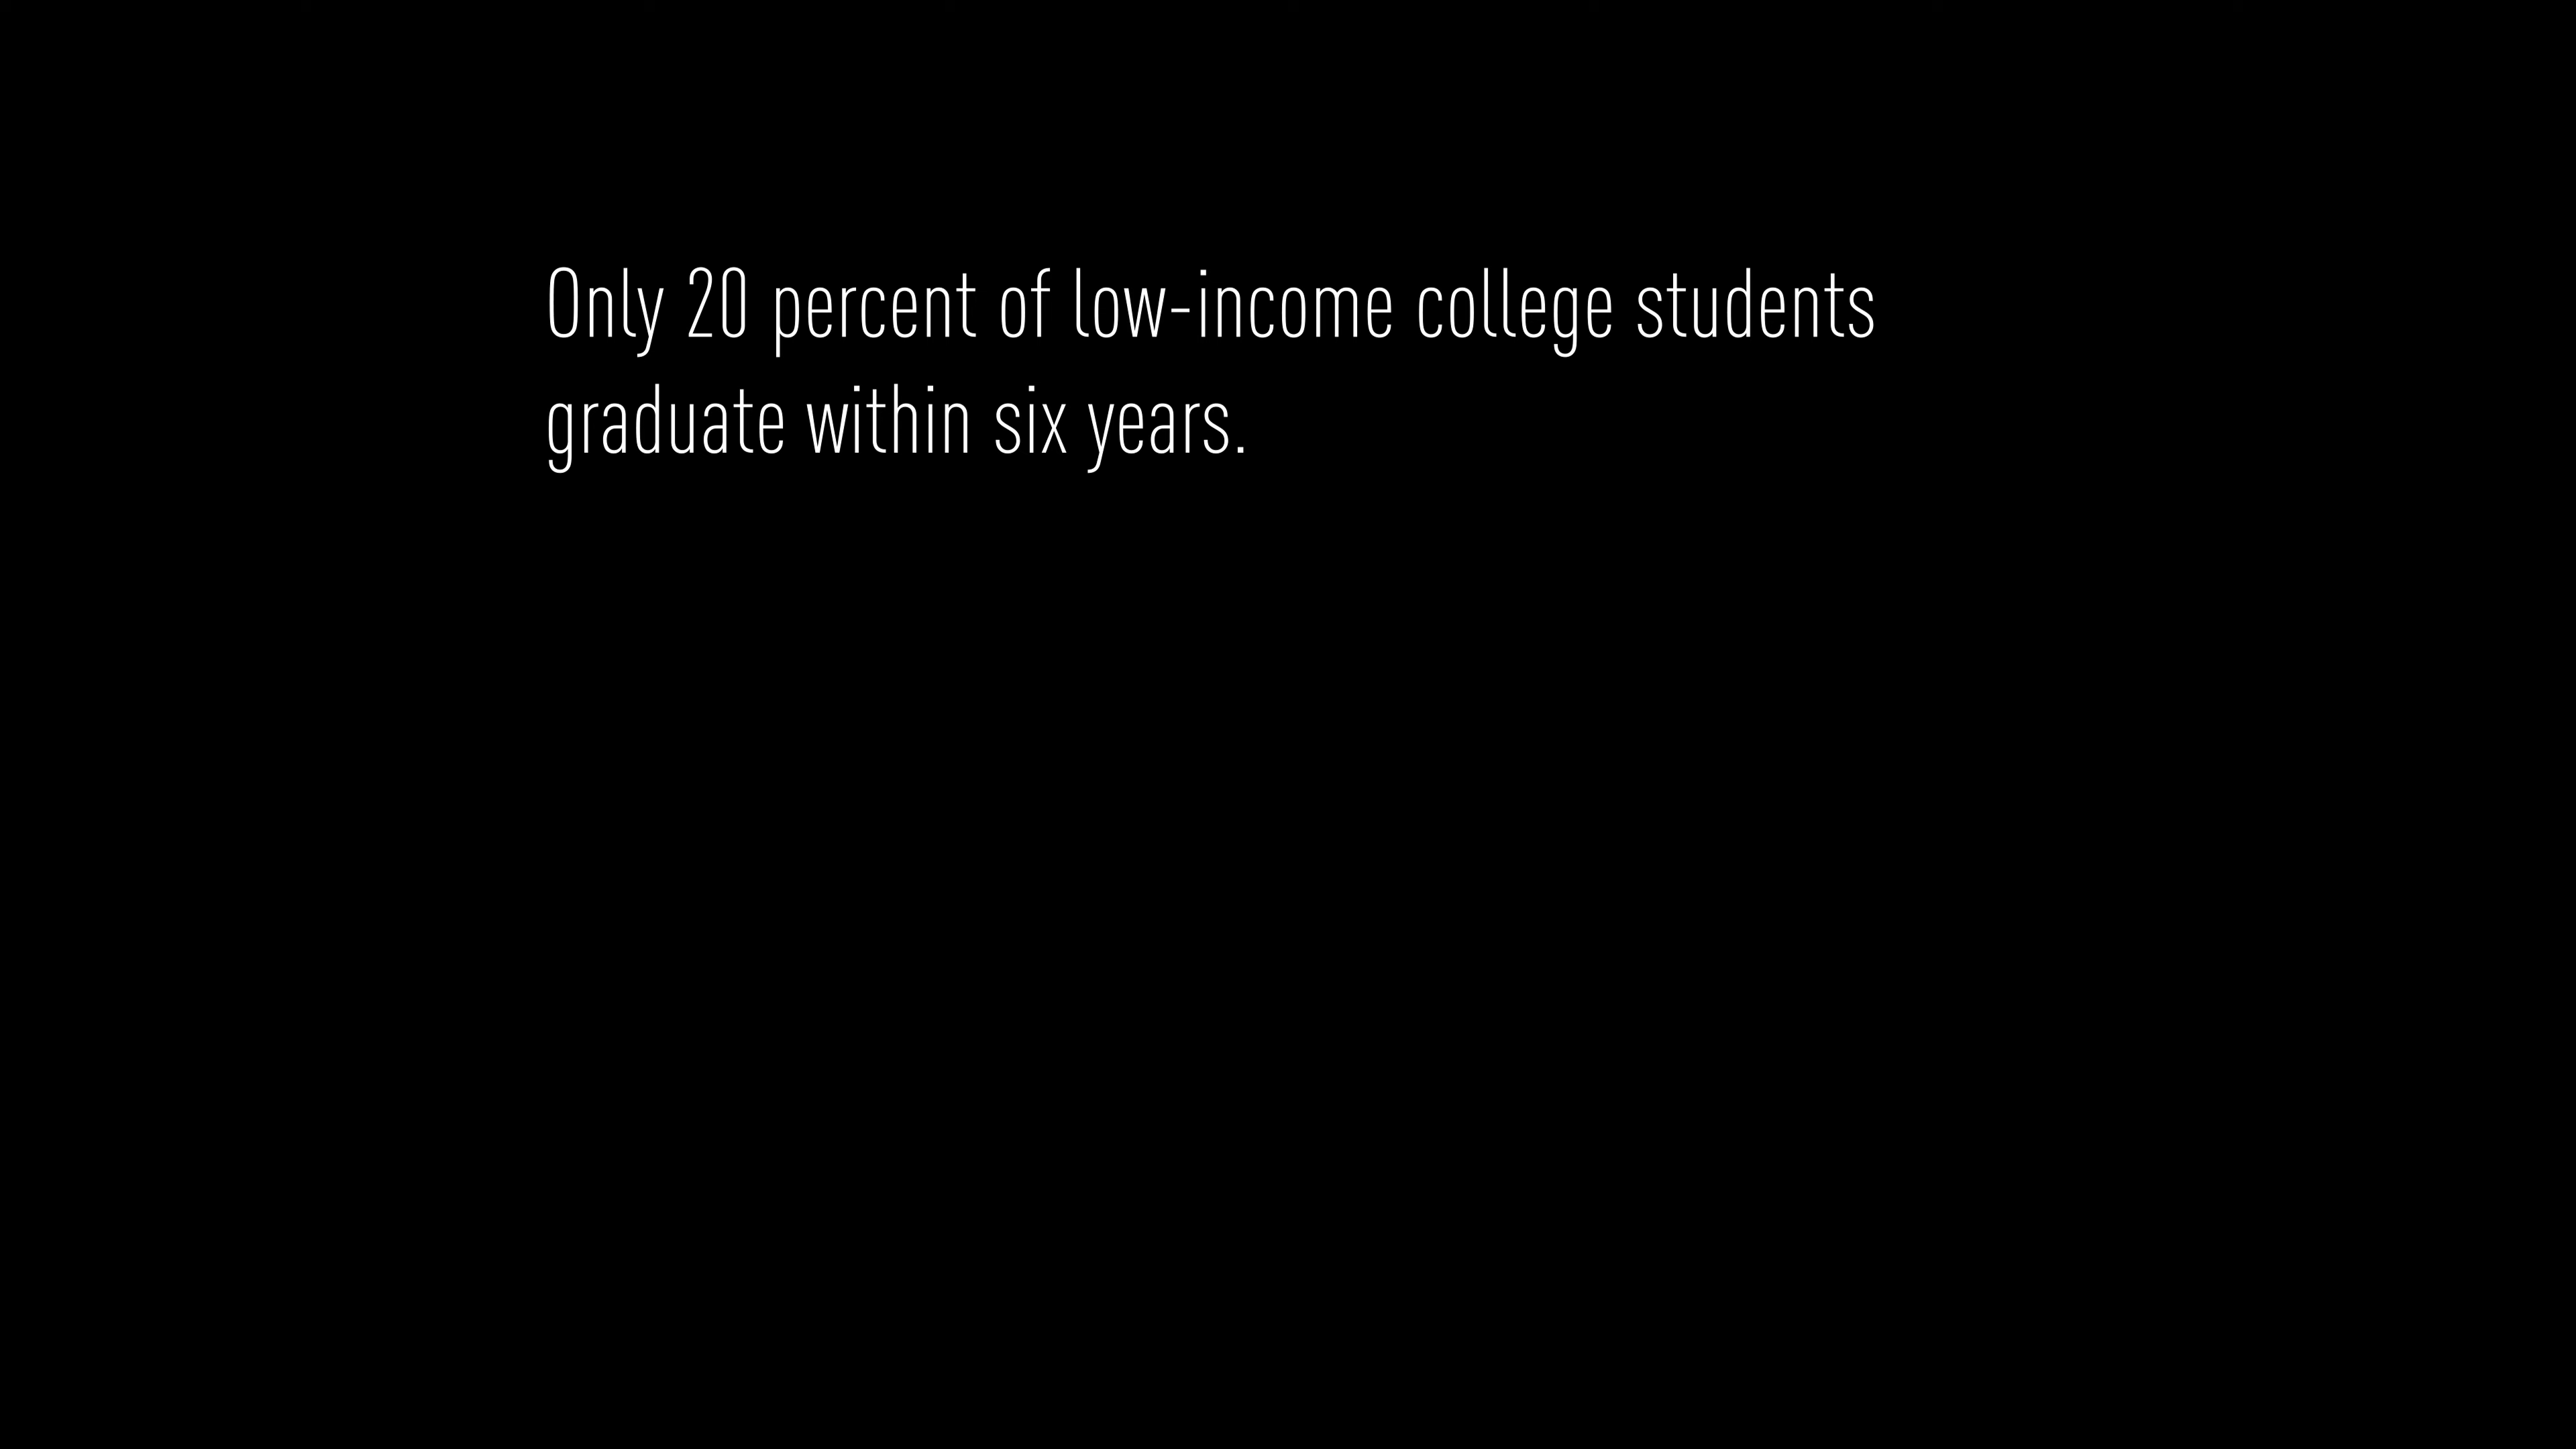 Only 20 percent of low-income college students
graduate within six years.